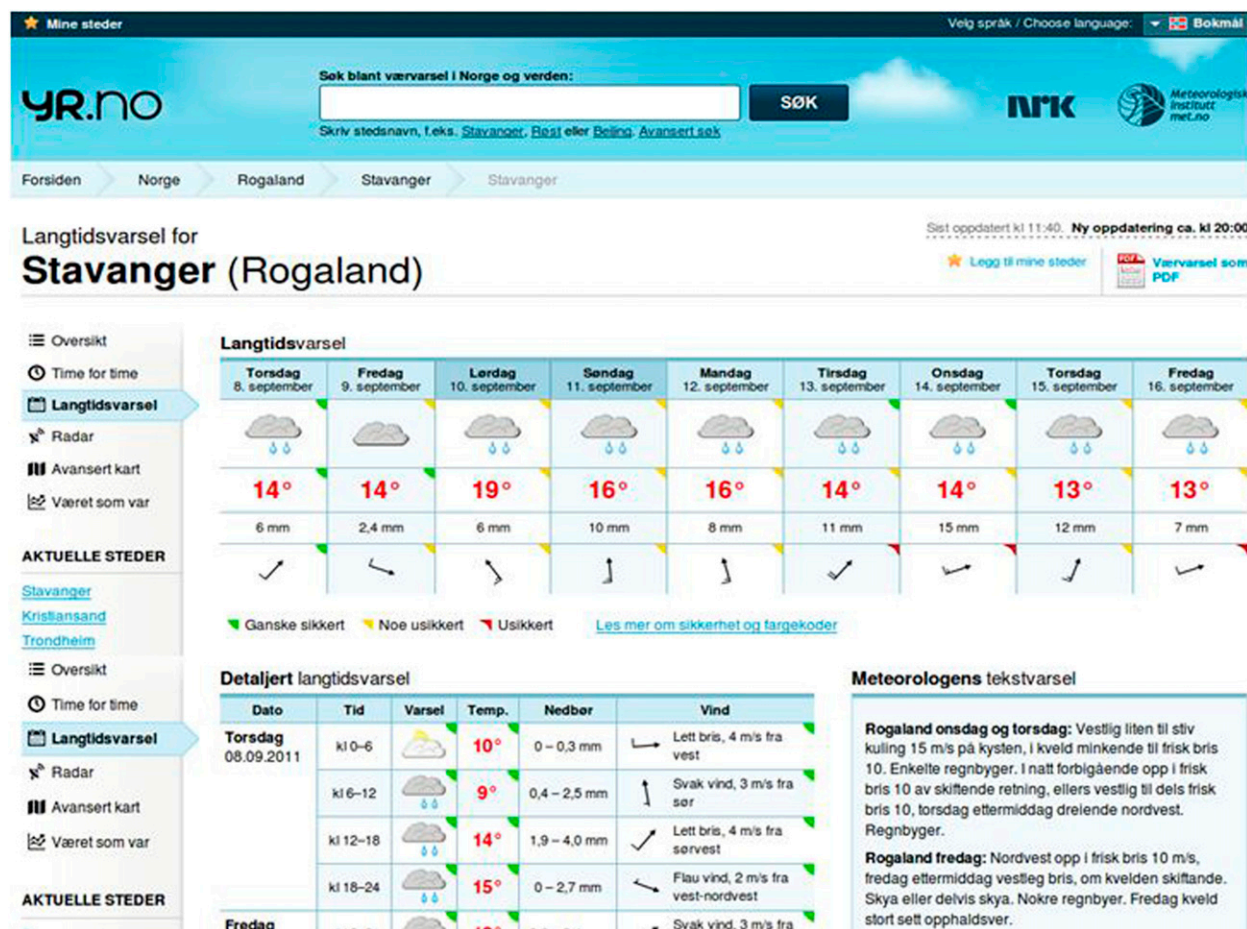 Mine steder
Velg språk / Choose language: Bokmål
YR.NO
Søk blant værvarsel i Norge og verden:
SØK
Skriv stedsnavn, f.eks. Stavanger, Røst eller Beijing. Avansert søk
NRK
Meteorologisk
institutt
met.no
Forsiden Norge Rogaland Stavanger Stavanger
Sist oppdatert kl 11:40. Ny oppdatering ca. kl 20:00
Langtidsvarsel for
Stavanger (Rogaland)
Legg til mine steder
PDF
Værvarsel som
PDF
Oversikt
Time for time
Langtidsvarsel
Radar
Avansert kart
Været som var
AKTUELLE STEDER
Stavanger
Kristiansand
Trondheim
Langtidsvarsel
Torsdag Fredag Lørdag Søndag Mandag Tirsdag Onsdag Torsdag Fredag
8. september 9. september 10. september 11. september 12. september 13. september 14. september 15. september 16. september
14° 14° 19° 16° 16° 14° 14° 13° 13°
6 mm 2,4 mm 6 mm 10 mm 8 mm 11 mm 15 mm 12 mm 7 mm
Ganske sikkert Noe usikkert Usikkert Les mer om sikkerhet og fargekoder
Oversikt
Time for time
Langtidsvarsel
Radar
Avansert kart
Været som var
AKTUELLE STEDER
Detaljert langtidsvarsel
Dato Tid Varsel Temp. Nedbør Vind
Torsdag
08.09.2011
kl 0–6 10° 0 – 0,3 mm Lett bris, 4 m/s fra
vest
kl 6–12 9° 0,4 – 2,5 mm Svak vind, 3 m/s fra
sør
kl 12–18 14° 1,9 – 4,0 mm Lett bris, 4 m/s fra
sørvest
kl 18–24 15° 0 – 2,7 mm Flau vind, 2 m/s fra
vest-nordvest
Fredag Svak vind, 3 m/s fra
Meteorologens tekstvarsel
Rogaland onsdag og torsdag: Vestlig liten til stiv
kuling 15 m/s på kysten, i kveld minkende til frisk bris
10. Enkelte regnbyger. I natt forbigående opp i frisk
bris 10 av skiftende retning, ellers vestlig til dels frisk
bris 10, torsdag ettermiddag dreiende nordvest.
Regnbyger.
Rogaland fredag: Nordvest opp i frisk bris 10 m/s,
fredag ettermiddag vestleg bris, om kvelden skiftande.
Skya eller delvis skya. Nokre regnbyer. Fredag kveld
stort sett opphaldsver.